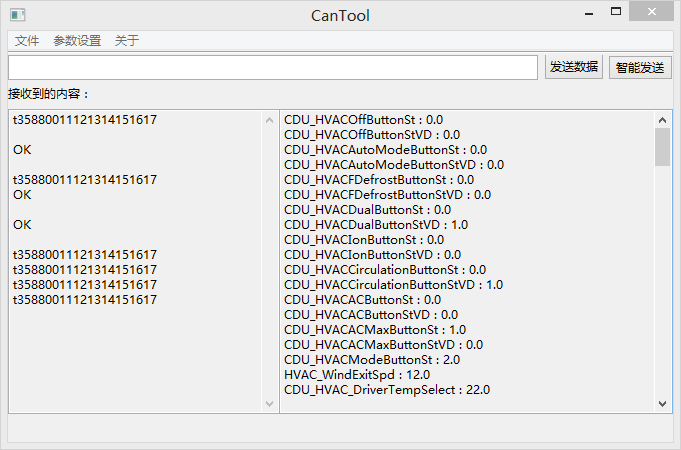 CanTool
文件 参数设置 关于
发送数据 智能发送
接收到的内容：
t35880011121314151617
OK
t35880011121314151617
OK
OK
t35880011121314151617
t35880011121314151617
t35880011121314151617
t35880011121314151617
CDU_HVACOffButtonSt : 0.0
CDU_HVACOffButtonStVD : 0.0
CDU_HVACAutoModeButtonSt : 0.0
CDU_HVACAutoModeButtonStVD : 0.0
CDU_HVACFDefrostButtonSt : 0.0
CDU_HVACFDefrostButtonStVD : 0.0
CDU_HVACDualButtonSt : 0.0
CDU_HVACDualButtonStVD : 1.0
CDU_HVACIonButtonSt : 0.0
CDU_HVACIonButtonStVD : 0.0
CDU_HVACCirculationButtonSt : 0.0
CDU_HVACCirculationButtonStVD : 1.0
CDU_HVACACButtonSt : 0.0
CDU_HVACACButtonStVD : 0.0
CDU_HVACACMaxButtonSt : 1.0
CDU_HVACACMaxButtonStVD : 0.0
CDU_HVACModeButtonSt : 2.0
HVAC_WindExitSpd : 12.0
CDU_HVAC_DriverTempSelect : 22.0